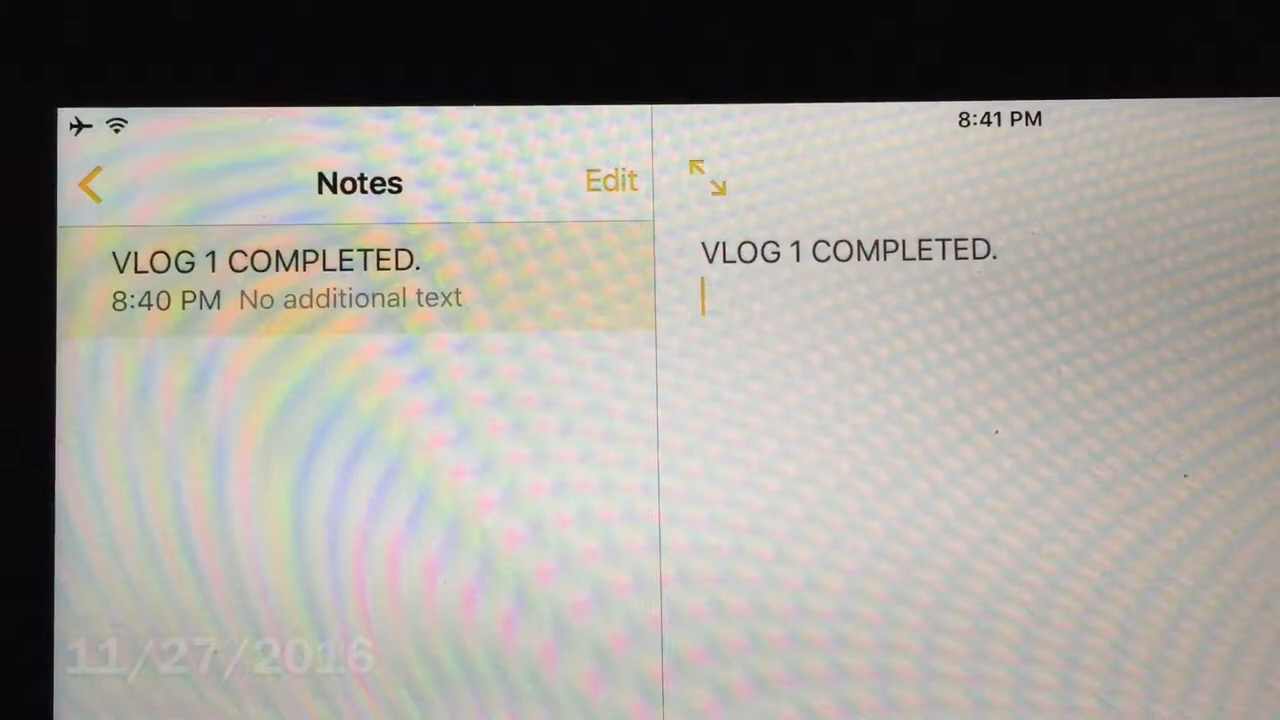 8:41 PM
Notes
Edit
VLOG 1 COMPLETED.
8:40 PM No additional text
VLOG 1 COMPLETED.
11/27/2016